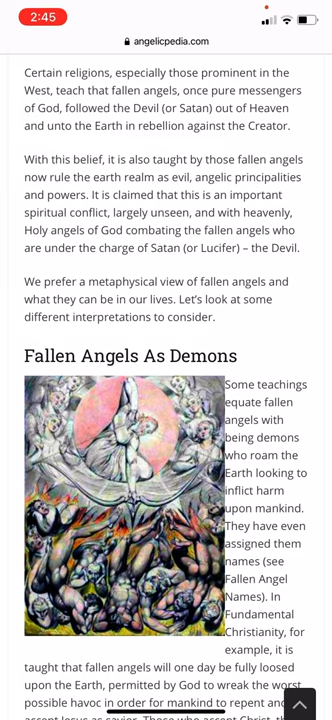 2:45
angelicpedia.com
Certain religions, especially those prominent in the
West, teach that fallen angels, once pure messengers
of God, followed the Devil (or Satan) out of Heaven
and unto the Earth in rebellion against the Creator.
With this belief, it is also taught by those fallen angels
now rule the earth realm as evil, angelic principalities
and powers. It is claimed that this is an important
spiritual conflict, largely unseen, and with heavenly,
Holy angels of God combating the fallen angels who
are under the charge of Satan (or Lucifer) – the Devil.
We prefer a metaphysical view of fallen angels and
what they can be in our lives. Let's look at some
different interpretations to consider.
Fallen Angels As Demons
Some teachings
equate fallen
angels with
being demons
who roam the
Earth looking to
inflict harm
upon mankind.
They have even
assigned them
names (see
Fallen Angel
Names). In
Fundamental
Christianity, for
example, it is
taught that fallen angels will one day be fully loosed
upon the Earth, permitted by God to wreak the worst
possible havoc in order for mankind to repent and
accept Jesus as savior. Those who accept Christ,